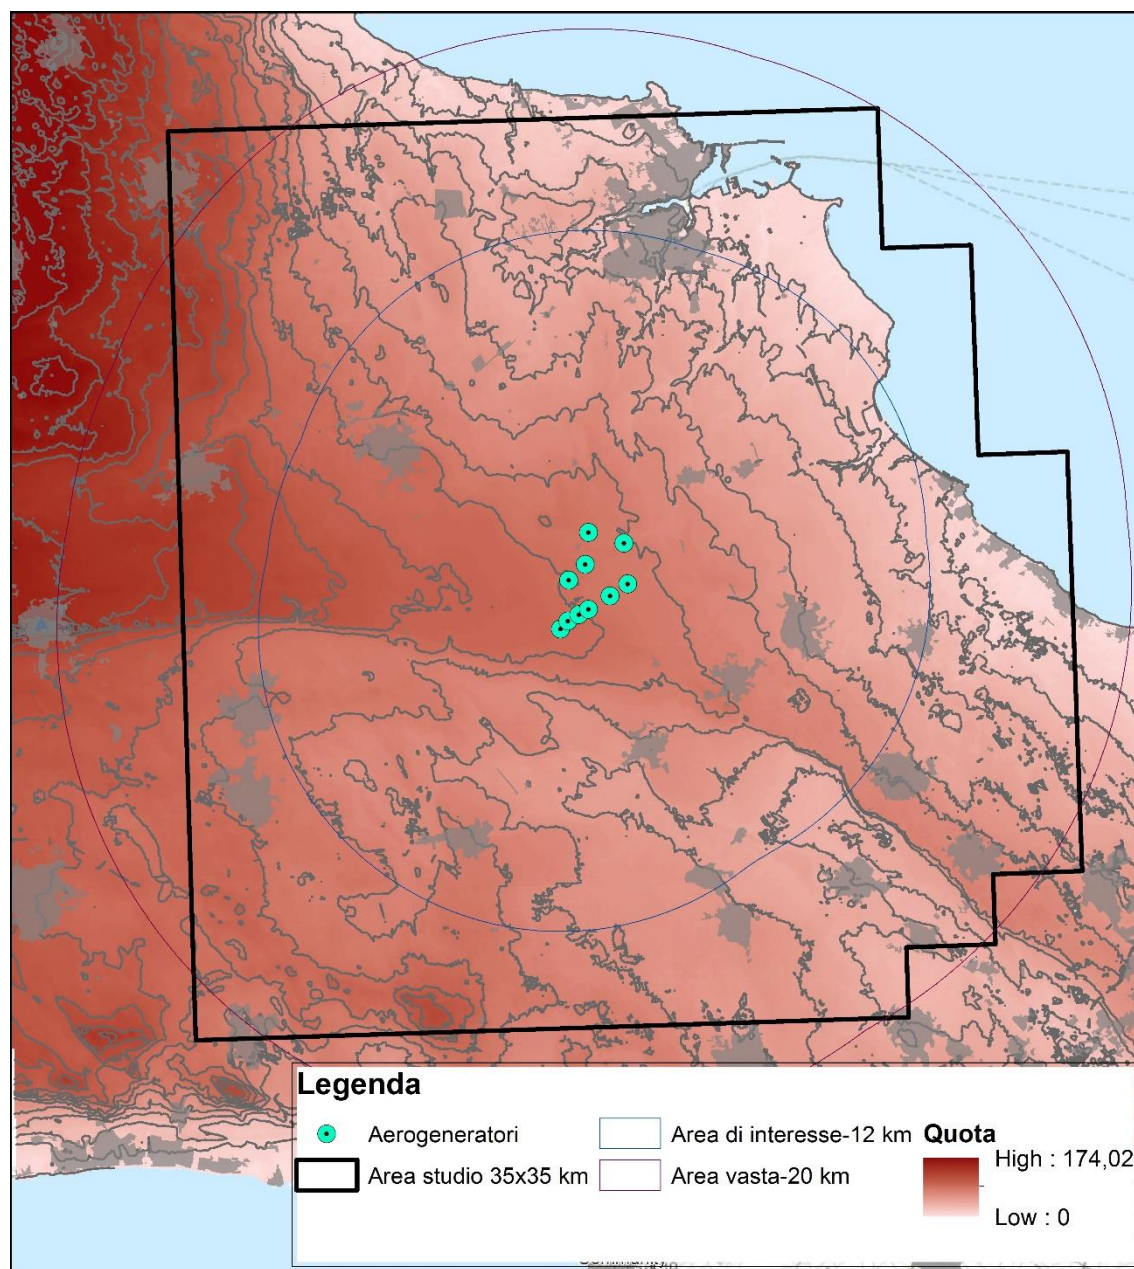 Legenda
Aerogeneratori
Area studio 35x35 km
Area di interesse-12 km
Area vasta-20 km
Quota
High : 174,02
Low : 0